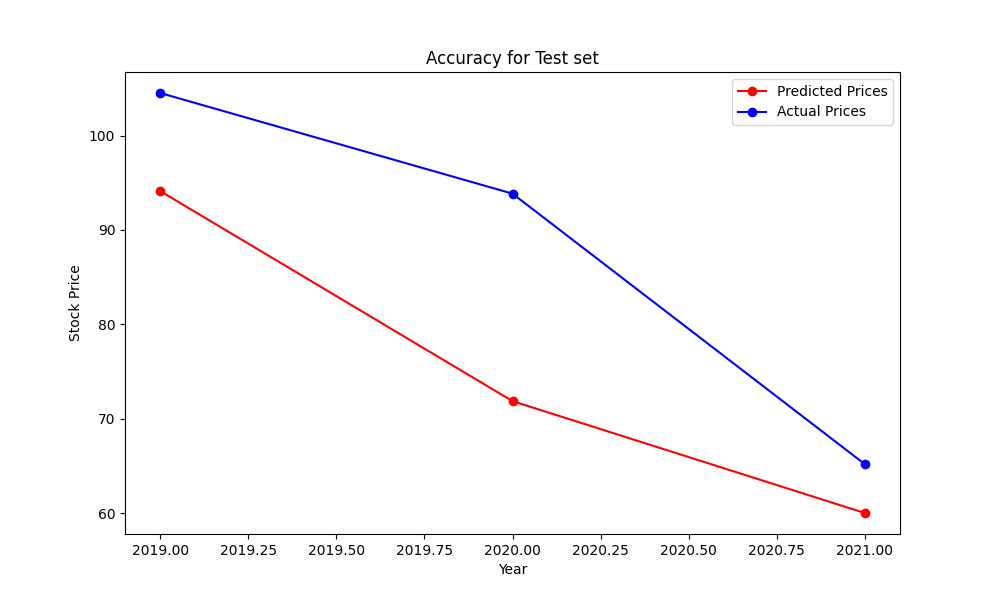 Accuracy for Test set
Predicted Prices
Actual Prices
100
90
80
70
60
Stock Price
2019.00 2019.25 2019.50 2019.75 2020.00 2020.25 2020.50 2020.75 2021.00
Year